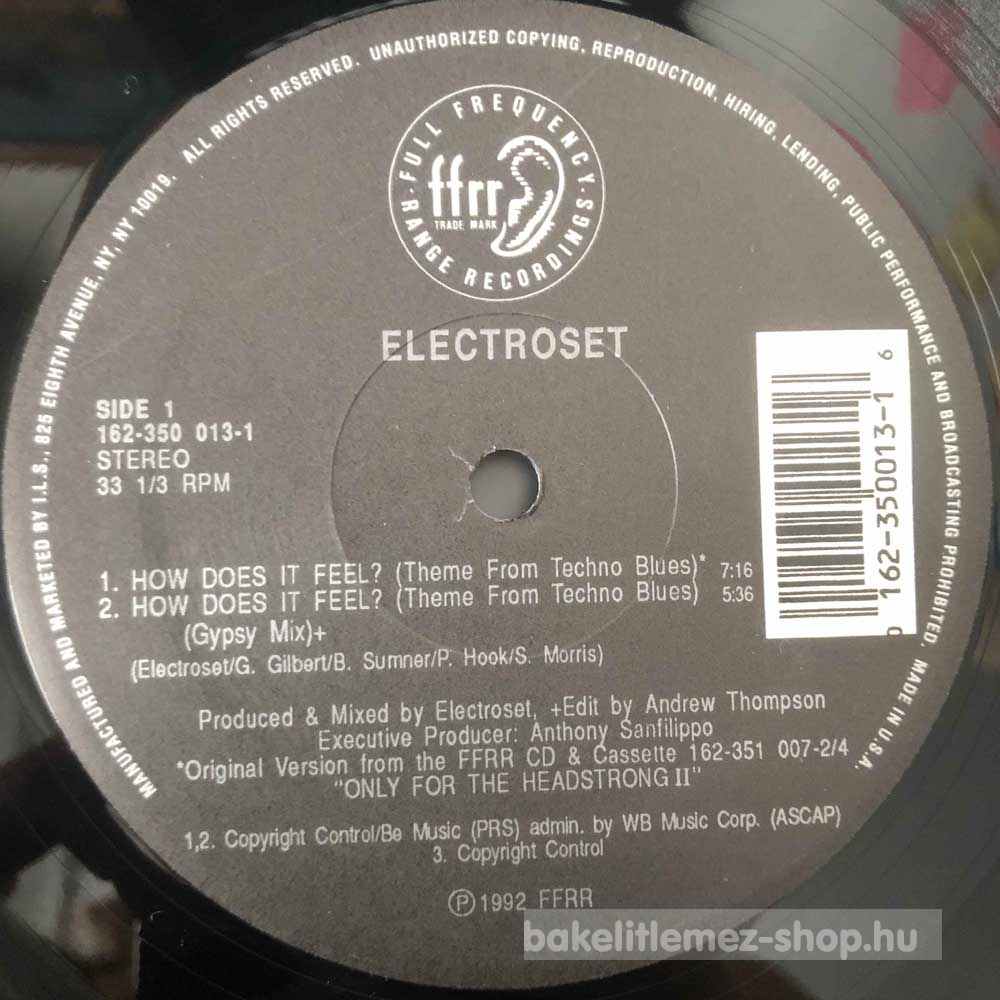 MANUFACTURED AND MARKETED BY I.L.S., 825 EIGHTH AVENUE, NY, NY 10019. ALL RIGHTS RESERVED. UNAUTHORIZED COPYING, REPRODUCTION, HIRING, LENDING, PUBLIC PERFORMANCE AND BROADCASTING PROHIBITED. MADE IN U.S.A.
· FULL FREQUENCY ·
RANGE RECORDINGS
ffrr
TRADE MARK
ELECTROSET
SIDE 1
162-350 013-1
STEREO
33 1/3 RPM
0 162-350013-1 6
1. HOW DOES IT FEEL? (Theme From Techno Blues)* 7:16
2. HOW DOES IT FEEL? (Theme From Techno Blues) 5:36
(Gypsy Mix)+
(Electroset/G. Gilbert/B. Sumner/P. Hook/S. Morris)
Produced & Mixed by Electroset, +Edit by Andrew Thompson
Executive Producer: Anthony Sanfilippo
*Original Version from the FFRR CD & Cassette 162-351 007-2/4
"ONLY FOR THE HEADSTRONG II"
1,2. Copyright Control/Be Music (PRS) admin. by WB Music Corp. (ASCAP)
3. Copyright Control
Ⓟ 1992 FFRR
bakelitlemez-shop.hu